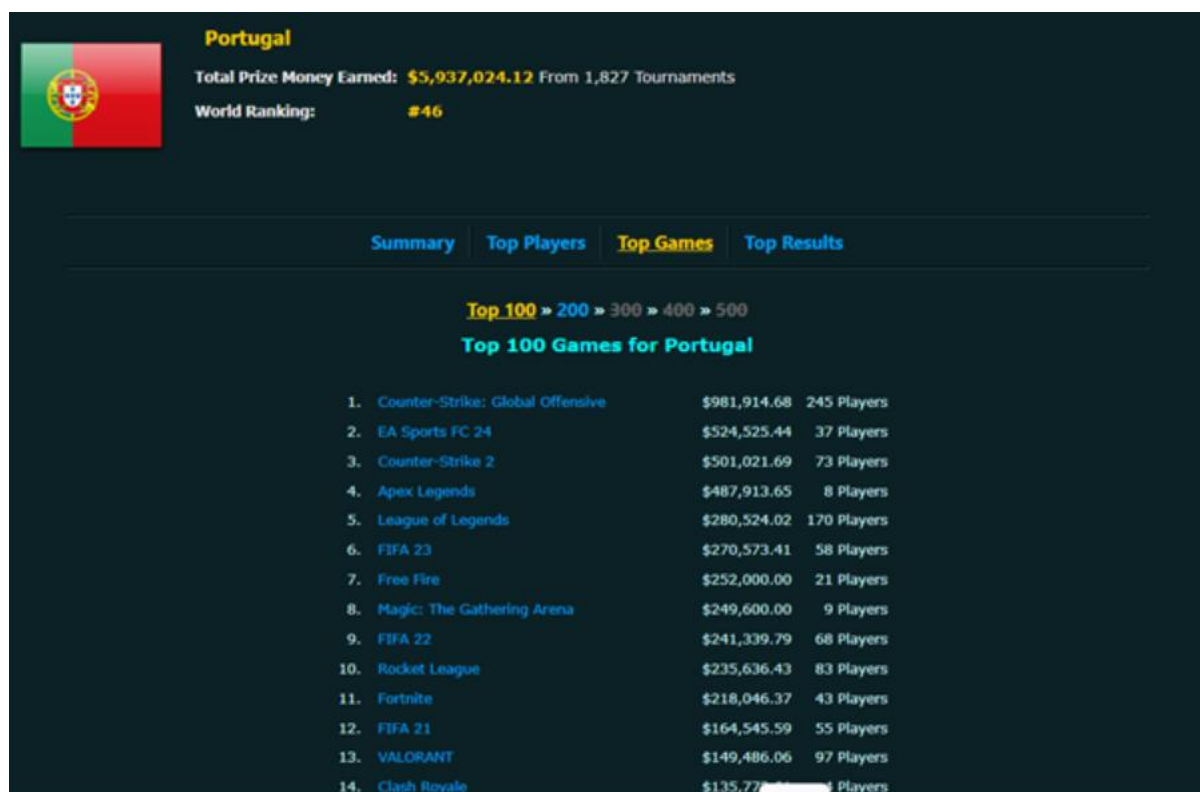 Portugal
Total Prize Money Earned: $5,937,024.12 From 1,827 Tournaments
World Ranking: #46
Summary Top Players Top Games Top Results
Top 100 » 200 » 300 » 400 » 500
Top 100 Games for Portugal
1. Counter-Strike: Global Offensive $981,914.68 245 Players
2. EA Sports FC 24 $524,525.44 37 Players
3. Counter-Strike 2 $501,021.69 73 Players
4. Apex Legends $487,913.65 8 Players
5. League of Legends $280,524.02 170 Players
6. FIFA 23 $270,573.41 58 Players
7. Free Fire $252,000.00 21 Players
8. Magic: The Gathering Arena $249,600.00 9 Players
9. FIFA 22 $241,339.79 68 Players
10. Rocket League $235,636.43 83 Players
11. Fortnite $218,046.37 43 Players
12. FIFA 21 $164,545.59 55 Players
13. VALORANT $149,486.06 97 Players
14. Clash Royale Players